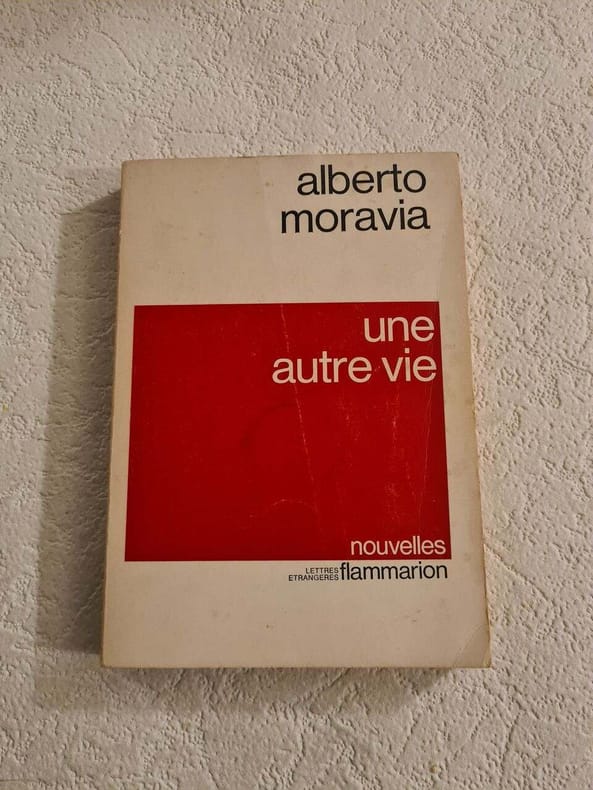 alberto
moravia
une
autre vie
nouvelles
LETTRES
ETRANGERES flammarion